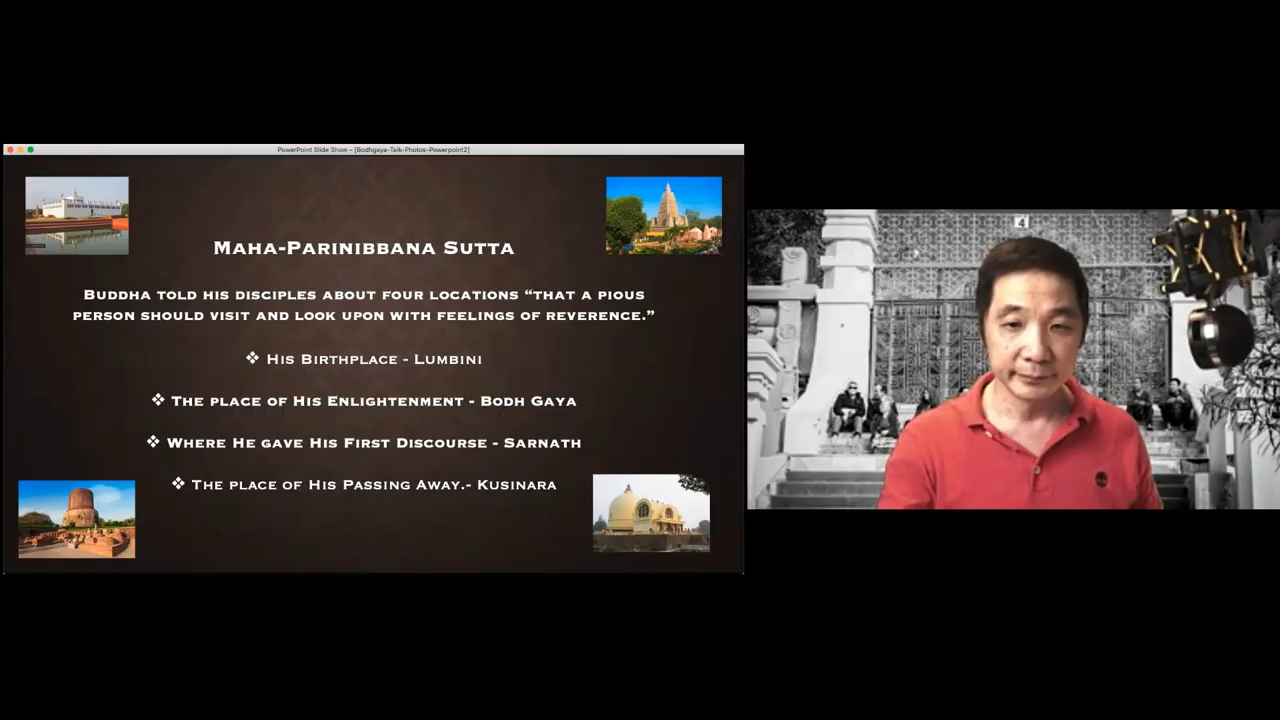 PowerPoint Slide Show - [Bodhgaya-Talk-Photos-Powerpoint2]
Maha-Parinibbana Sutta
Buddha told his disciples about four locations “that a pious
person should visit and look upon with feelings of reverence.”
❖ His Birthplace - Lumbini
❖ The place of His Enlightenment - Bodh Gaya
❖ Where He gave His First Discourse - Sarnath
❖ The place of His Passing Away.- Kusinara
4